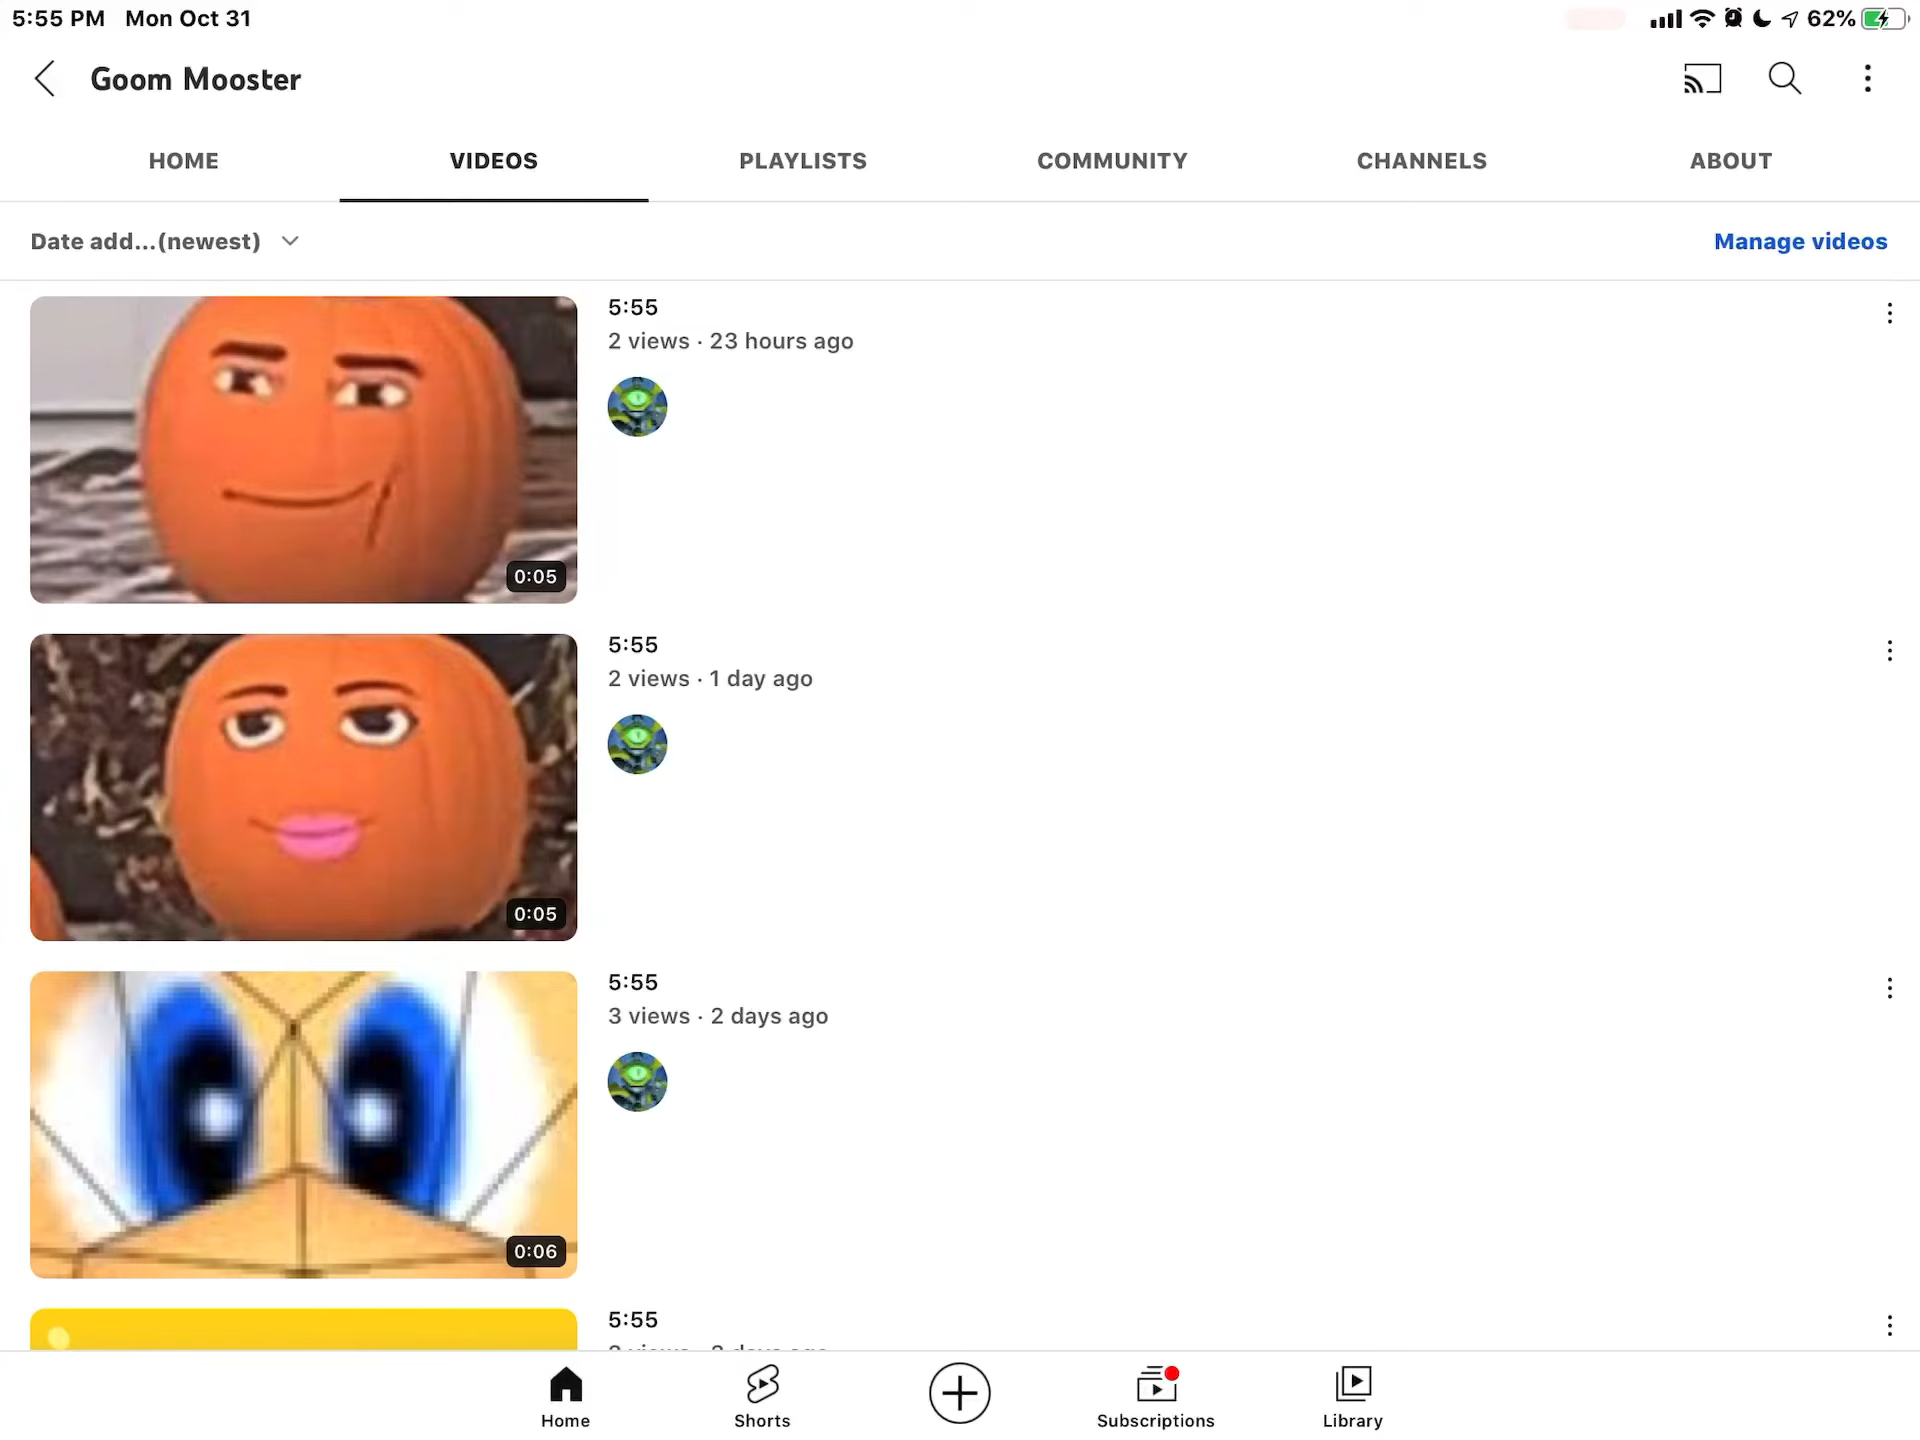 5:55 PM Mon Oct 31 62%
Goom Mooster
HOME VIDEOS PLAYLISTS COMMUNITY CHANNELS ABOUT
Date add...(newest) Manage videos
5:55
2 views · 23 hours ago
0:05
5:55
2 views · 1 day ago
0:05
5:55
3 views · 2 days ago
0:06
5:55
Home Shorts Subscriptions Library